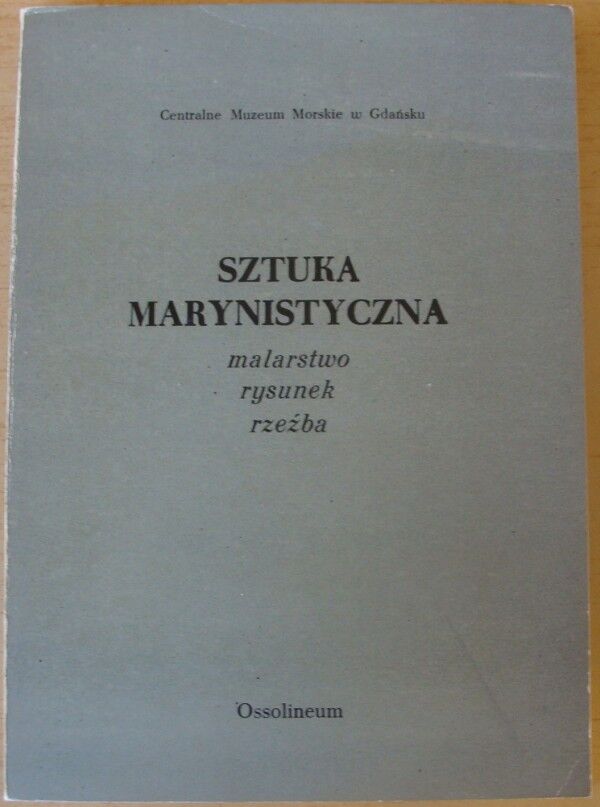 Centralne Muzeum Morskie w Gdańsku
SZTUKA
MARYNISTYCZNA
malarstwo
rysunek
rzeźba
Ossolineum